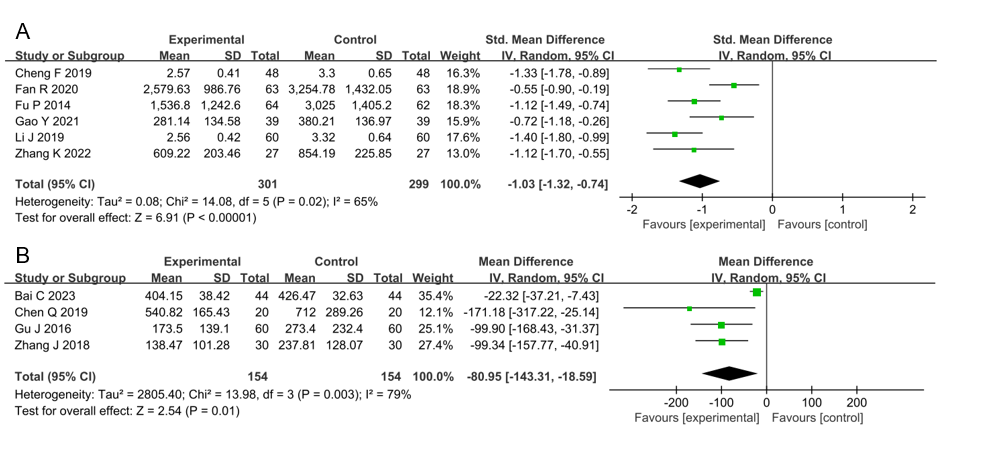 A
Experimental Control Std. Mean Difference Std. Mean Difference
Study or Subgroup Mean SD Total Mean SD Total Weight IV, Random, 95% CI IV, Random, 95% CI
Cheng F 2019 2.57 0.41 48 3.3 0.65 48 16.3% -1.33 [-1.78, -0.89]
Fan R 2020 2,579.63 986.76 63 3,254.78 1,432.05 63 18.9% -0.55 [-0.90, -0.19]
Fu P 2014 1,536.8 1,242.6 64 3,025 1,405.2 62 18.3% -1.12 [-1.49, -0.74]
Gao Y 2021 281.14 134.58 39 380.21 136.97 39 15.9% -0.72 [-1.18, -0.26]
Li J 2019 2.56 0.42 60 3.32 0.64 60 17.6% -1.40 [-1.80, -0.99]
Zhang K 2022 609.22 203.46 27 854.19 225.85 27 13.0% -1.12 [-1.70, -0.55]
Total (95% CI) 301 299 100.0% -1.03 [-1.32, -0.74]
Heterogeneity: Tau² = 0.08; Chi² = 14.08, df = 5 (P = 0.02); I² = 65%
Test for overall effect: Z = 6.91 (P < 0.00001)
-2 -1 0 1 2
Favours [experimental] Favours [control]
B
Experimental Control Mean Difference Mean Difference
Study or Subgroup Mean SD Total Mean SD Total Weight IV, Random, 95% CI IV, Random, 95% CI
Bai C 2023 404.15 38.42 44 426.47 32.63 44 35.4% -22.32 [-37.21, -7.43]
Chen Q 2019 540.82 165.43 20 712 289.26 20 12.1% -171.18 [-317.22, -25.14]
Gu J 2016 173.5 139.1 60 273.4 232.4 60 25.1% -99.90 [-168.43, -31.37]
Zhang J 2018 138.47 101.28 30 237.81 128.07 30 27.4% -99.34 [-157.77, -40.91]
Total (95% CI) 154 154 100.0% -80.95 [-143.31, -18.59]
Heterogeneity: Tau² = 2805.40; Chi² = 13.98, df = 3 (P = 0.003); I² = 79%
Test for overall effect: Z = 2.54 (P = 0.01)
-200 -100 0 100 200
Favours [experimental] Favours [control]